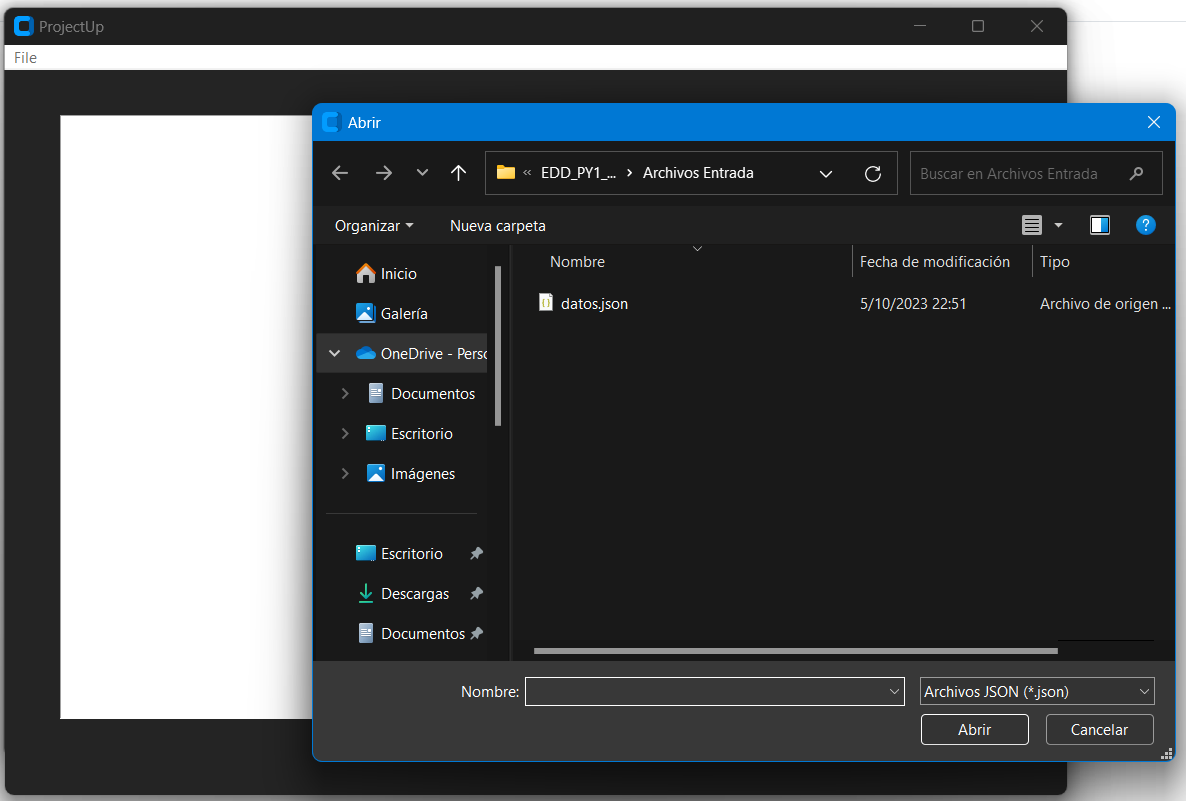 ProjectUp
File
Abrir
« EDD_PY1_... › Archivos Entrada
Buscar en Archivos Entrada
Organizar
Nueva carpeta
?
Nombre
Fecha de modificación
Tipo
datos.json
5/10/2023 22:51
Archivo de origen ...
Inicio
Galería
OneDrive - Perso
Documentos
Escritorio
Imágenes
Escritorio
Descargas
Documentos
Nombre:
Archivos JSON (*.json)
Abrir
Cancelar